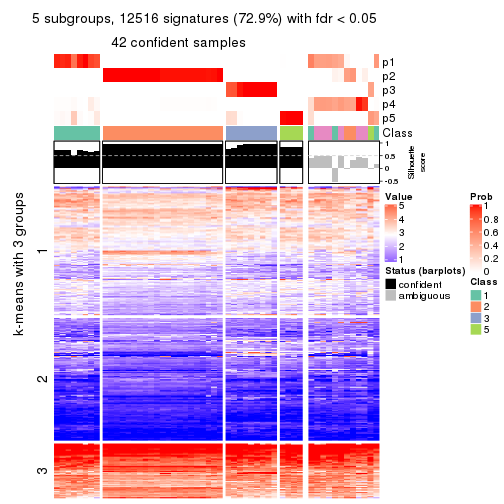 5 subgroups, 12516 signatures (72.9%) with fdr < 0.05
42 confident samples
p1
p2
p3
p4
p5
Class
1
0.5
0
-0.5
Silhouette
score
k-means with 3 groups
1
2
3
Value
5
4
3
2
1
Status (barplots)
confident
ambiguous
Prob
1
0.8
0.6
0.4
0.2
0
Class
1
2
3
5